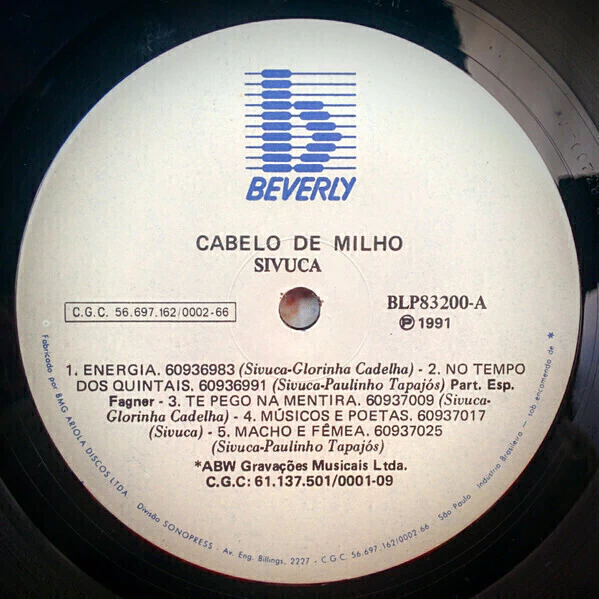 BEVERLY
CABELO DE MILHO
SIVUCA
C.G.C. 56.697.162/0002-66
BLP83200-A
Ⓟ 1991
1. ENERGIA. 60936983 (Sivuca-Glorinha Cadelha) - 2. NO TEMPO
DOS QUINTAIS. 60936991 (Sivuca-Paulinho Tapajós) Part. Esp.
Fagner - 3. TE PEGO NA MENTIRA. 60937009 (Sivuca-
Glorinha Cadelha) - 4. MÚSICOS E POETAS. 60937017
(Sivuca) - 5. MACHO E FÊMEA. 60937025
(Sivuca-Paulinho Tapajós)
*ABW Gravações Musicais Ltda.
C.G.C: 61.137.501/0001-09
Fabricado por BMG ARIOLA DISCOS LTDA. Divisão SONOPRESS - Av. Eng. Billings, 2227 - C.G.C. 56.697.162/0002-66 - São Paulo Indústria Brasileira - sob encomenda de *